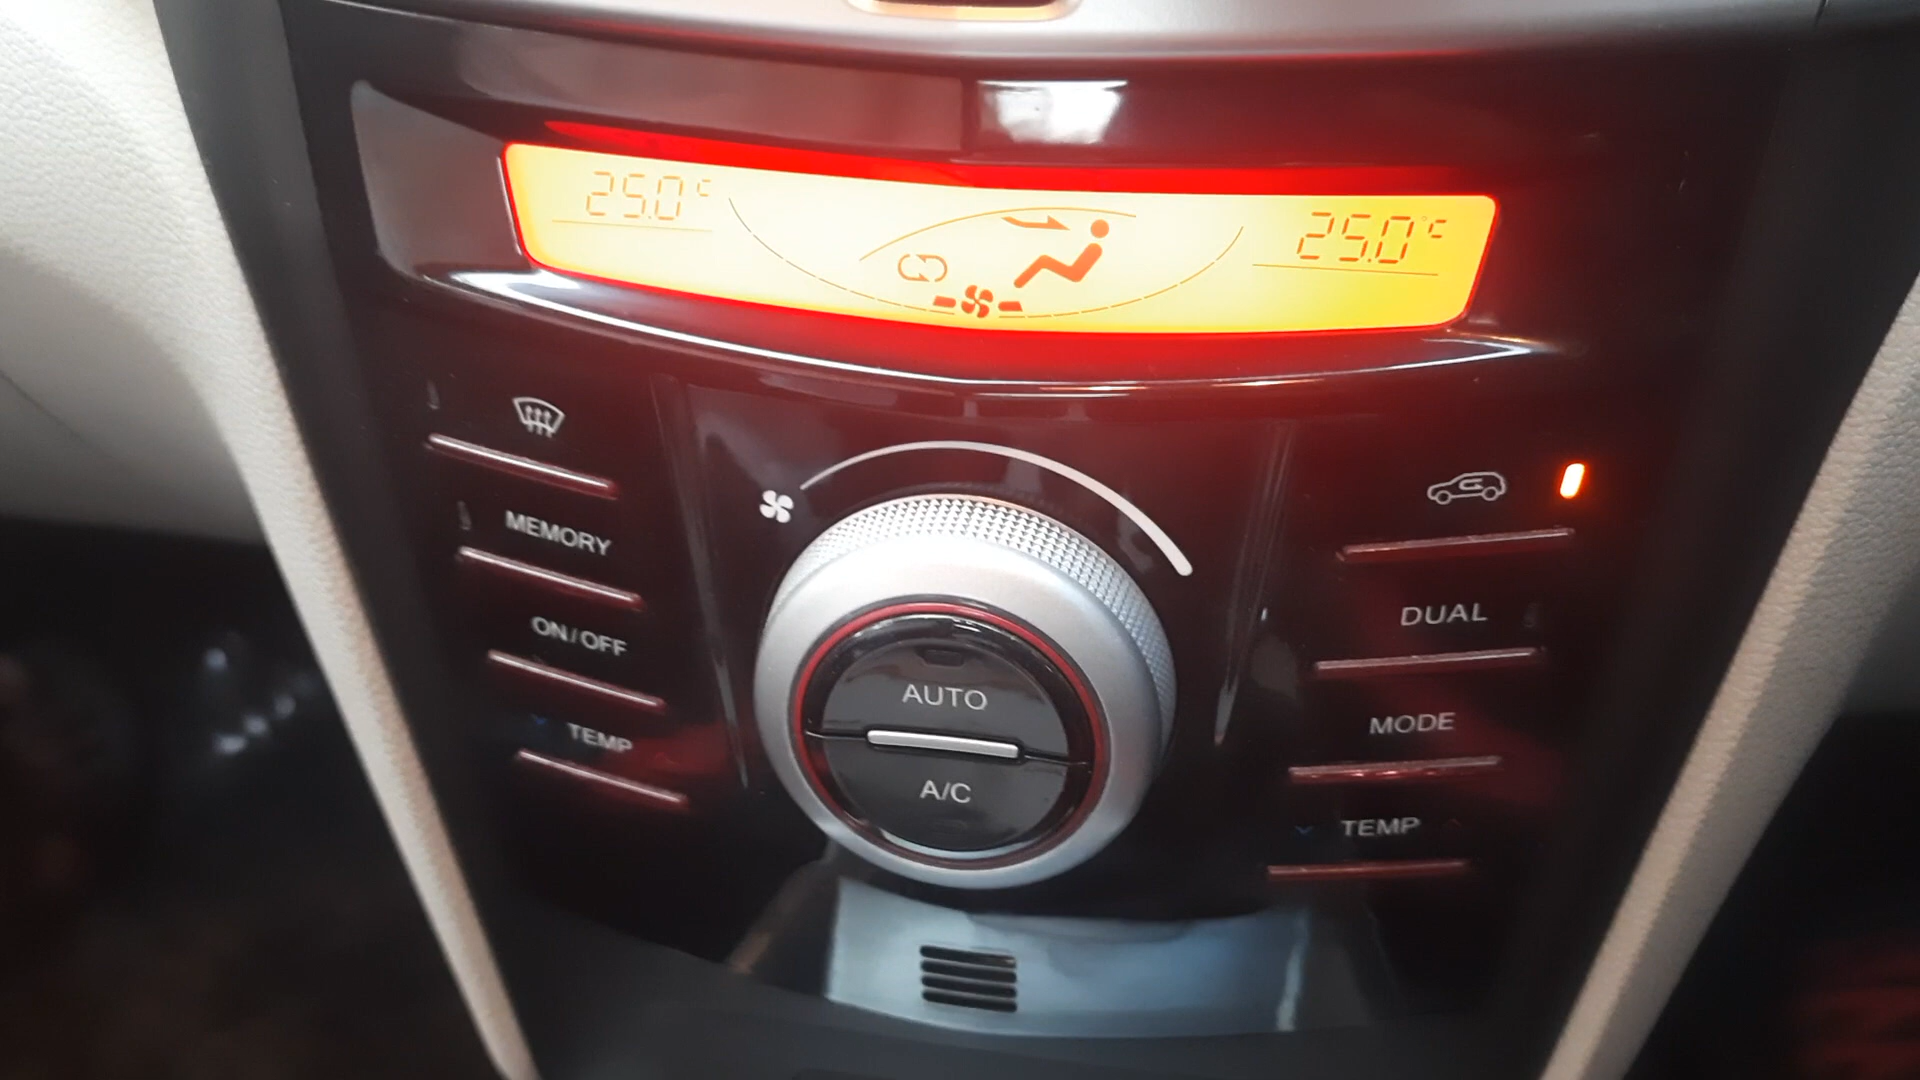 25.0°c
25.0°c
MEMORY
ON/OFF
TEMP
AUTO
A/C
DUAL
MODE
TEMP